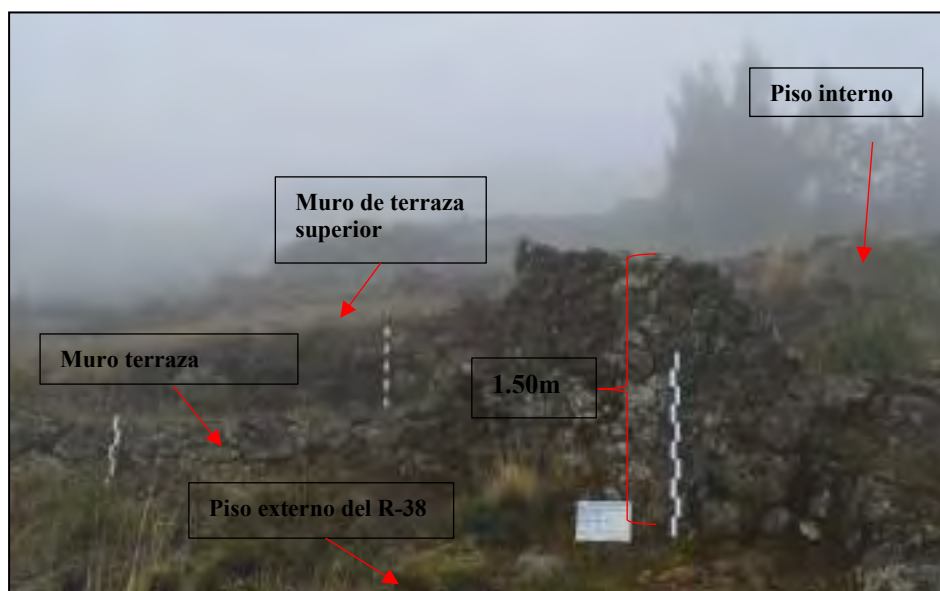 Piso interno
Muro de terraza
superior
Muro terraza
1.50m
Piso externo del R-38